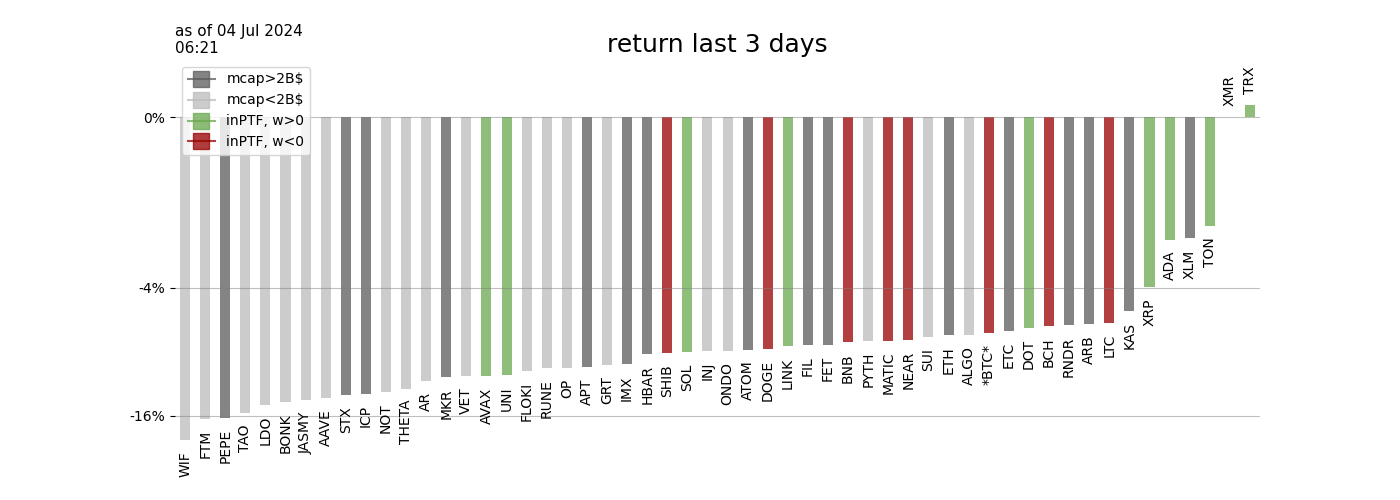 as of 04 Jul 2024
06:21
return last 3 days
mcap>2B$
mcap<2B$
inPTF, w>0
inPTF, w<0
0%
-4%
-16%
WIF
FTM
PEPE
TAO
LDO
BONK
JASMY
AAVE
STX
ICP
NOT
THETA
AR
MKR
VET
AVAX
UNI
FLOKI
RUNE
OP
APT
GRT
IMX
HBAR
SHIB
SOL
INJ
ONDO
ATOM
DOGE
LINK
FIL
FET
BNB
PYTH
MATIC
NEAR
SUI
ETH
ALGO
*BTC*
ETC
DOT
BCH
RNDR
ARB
LTC
KAS
XRP
ADA
XLM
TON
XMR
TRX